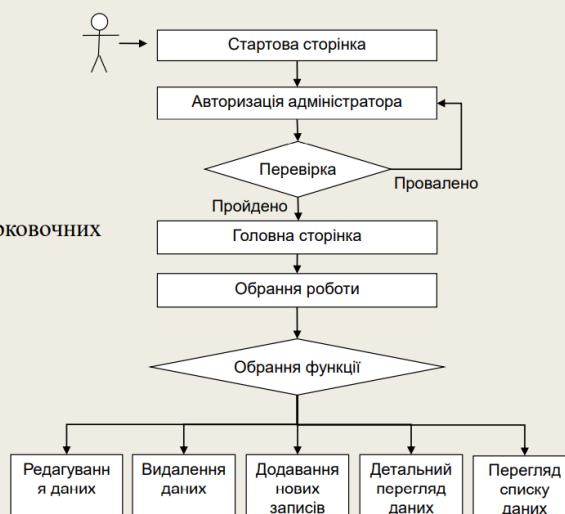 Стартова сторінка
Авторизація адміністратора
Перевірка
Провалено
Пройдено
Головна сторінка
Обрання роботи
Обрання функції
Редагуванн
я даних
Видалення
даних
Додавання
нових
записів
Детальний
перегляд
даних
Перегляд
списку
даних